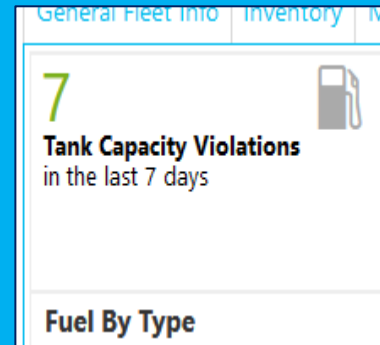 General Fleet Info Inventory
7
Tank Capacity Violations
in the last 7 days
Fuel By Type